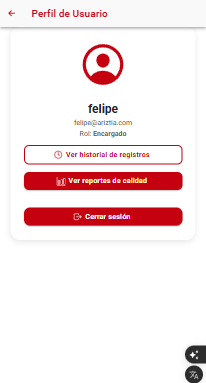 Perfil de Usuario
felipe
felipe@ariztia.com
Rol: Encargado
Ver historial de registros
Ver reportes de calidad
Cerrar sesión